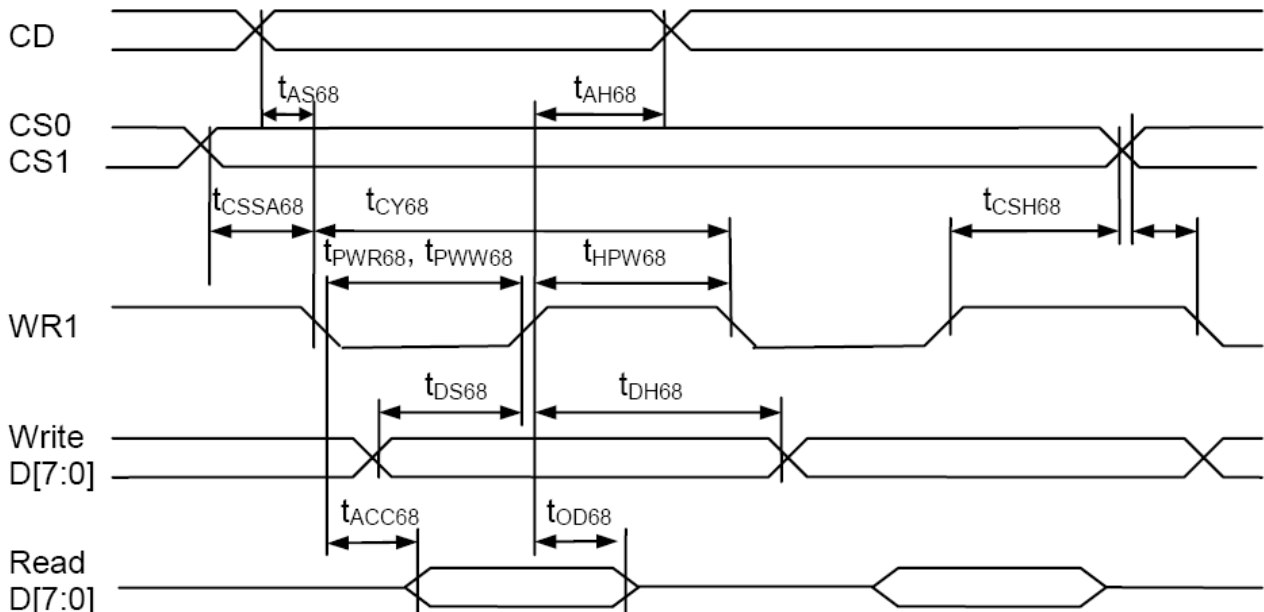 CD
tAS68 tAH68
CS0
CS1
tCSSA68 tCY68 tCSH68
tPWR68, tPWW68 tHPW68
WR1
tDS68 tDH68
Write
D[7:0]
tACC68 tOD68
Read
D[7:0]